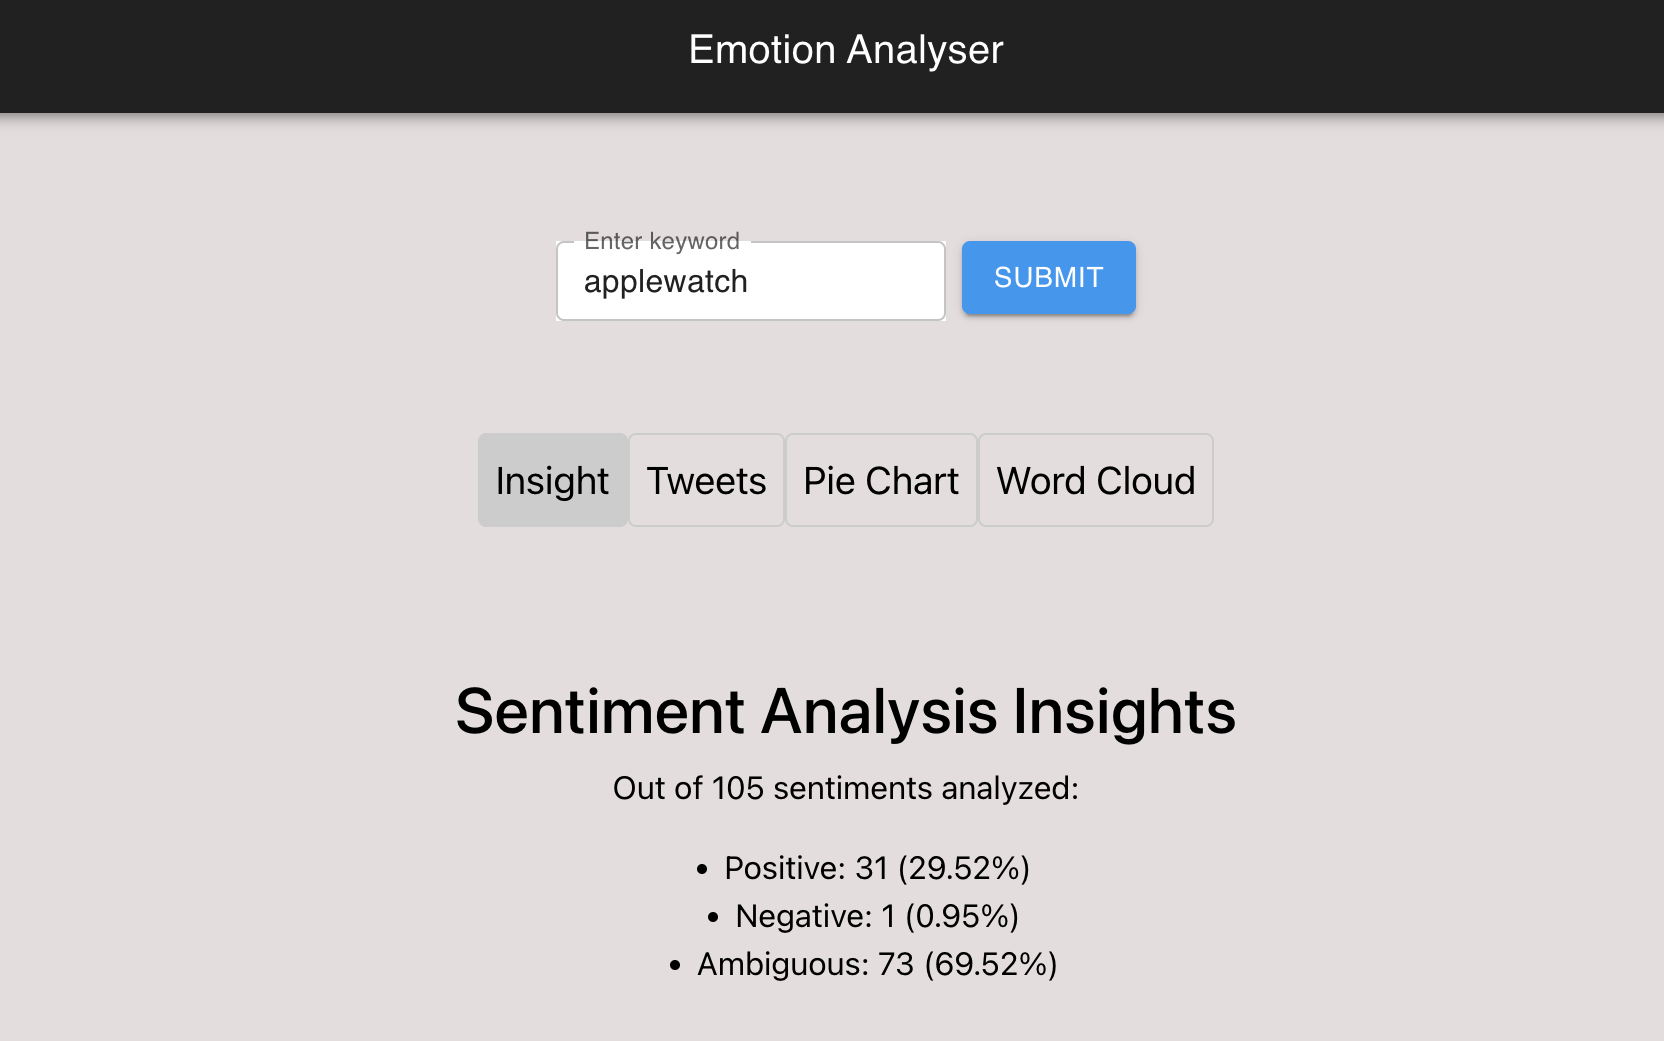 Emotion Analyser
Enter keyword
applewatch
SUBMIT
Insight
Tweets
Pie Chart
Word Cloud
Sentiment Analysis Insights
Out of 105 sentiments analyzed:
• Positive: 31 (29.52%)
• Negative: 1 (0.95%)
• Ambiguous: 73 (69.52%)